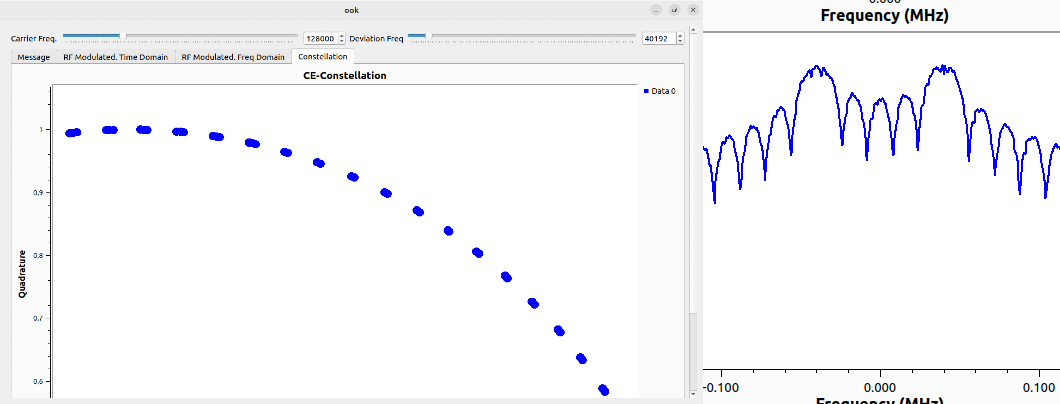 ook
Carrier Freq. 128000 Deviation Freq 40192
Message RF Modulated. Time Domain RF Modulated. Freq Domain Constellation
CE-Constellation
Data 0
1
0,9
0,8
0,7
0,6
Quadrature
0.000
Frequency (MHz)
-0.100 0.000 0.100
Frequency (MHz)